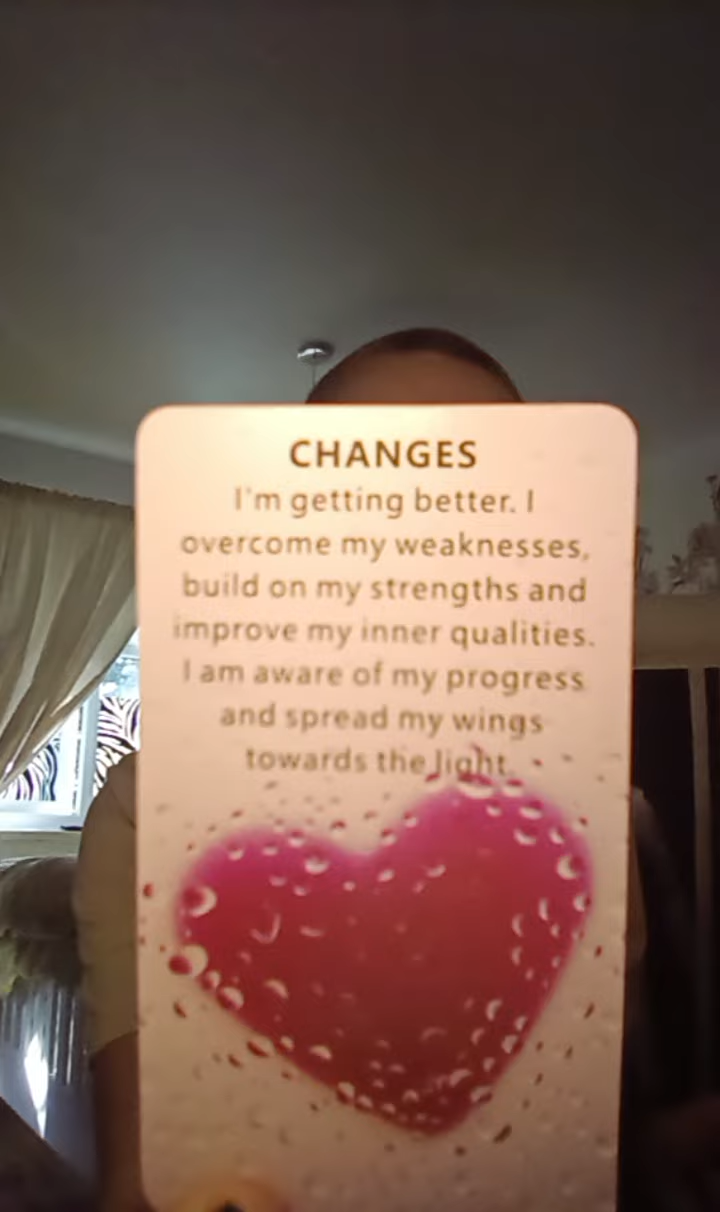 CHANGES
I'm getting better. I
overcome my weaknesses,
build on my strengths and
improve my inner qualities.
I am aware of my progress
and spread my wings
towards the light.